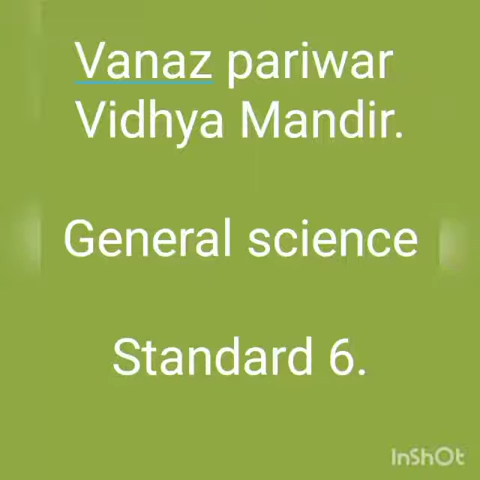 Vanaz pariwar
Vidhya Mandir.
General science
Standard 6.
InShOt